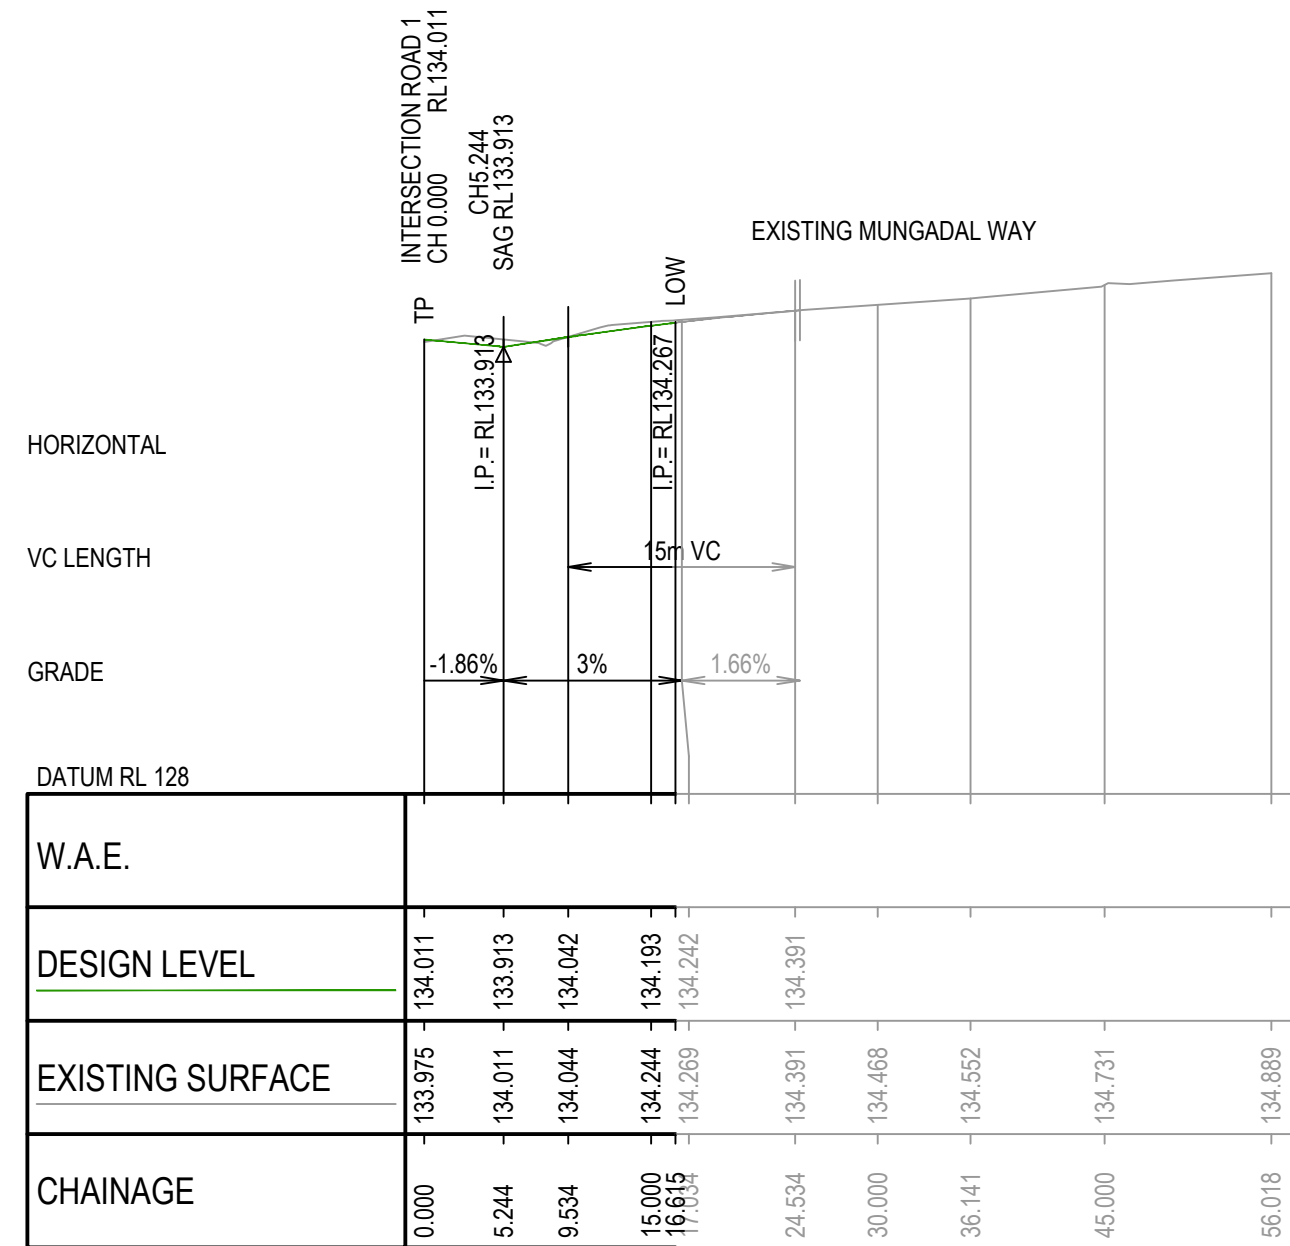 INTERSECTION ROAD 1
CH 0.000 RL134.011
CH5.244
SAG RL133.913
EXISTING MUNGADAL WAY
TP
LOW
I.P.= RL133.913
I.P.= RL134.267
HORIZONTAL
VC LENGTH
15m VC
GRADE
-1.86% 3% 1.66%
DATUM RL 128
W.A.E.
DESIGN LEVEL 134.011 133.913 134.042 134.193 134.242 134.391
EXISTING SURFACE 133.975 134.011 134.044 134.244 134.269 134.391 134.468 134.552 134.731 134.889
CHAINAGE 0.000 5.244 9.534 15.000 16.615 17.034 24.534 30.000 36.141 45.000 56.018